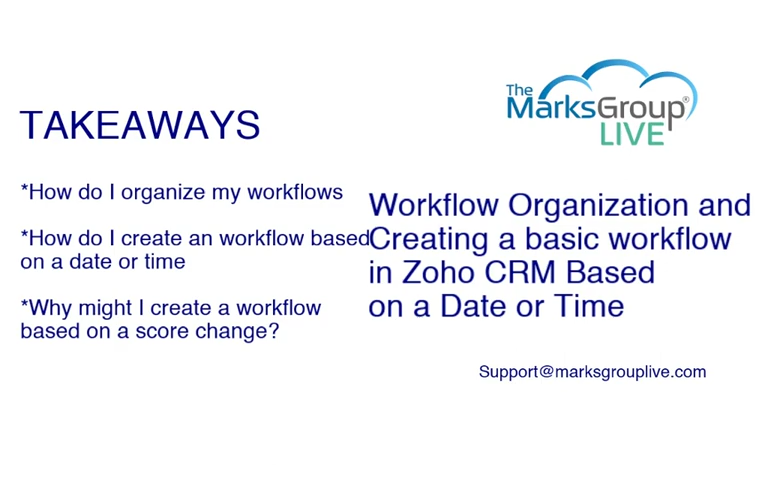 TAKEAWAYS
*How do I organize my workflows
*How do I create an workflow based
on a date or time
*Why might I create a workflow
based on a score change?
The
MarksGroup®
LIVE
Workflow Organization and
Creating a basic workflow
in Zoho CRM Based
on a Date or Time
Support@marksgrouplive.com